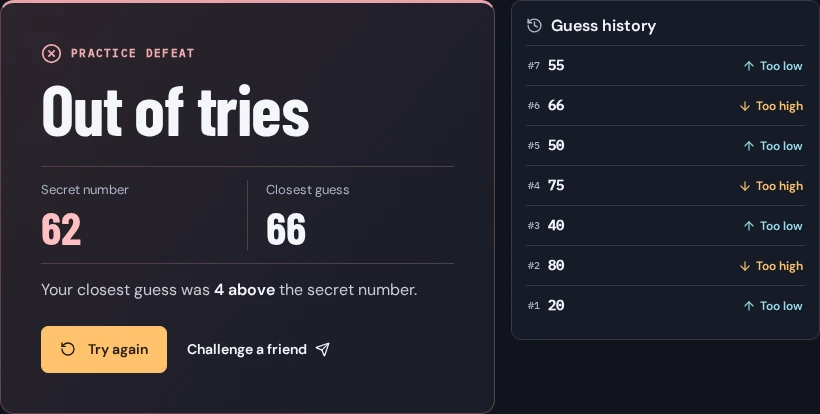 PRACTICE DEFEAT
Out of tries
Secret number
62
Closest guess
66
Your closest guess was 4 above the secret number.
Try again
Challenge a friend
Guess history
#7 55 ↑ Too low
#6 66 ↓ Too high
#5 50 ↑ Too low
#4 75 ↓ Too high
#3 40 ↑ Too low
#2 80 ↓ Too high
#1 20 ↑ Too low